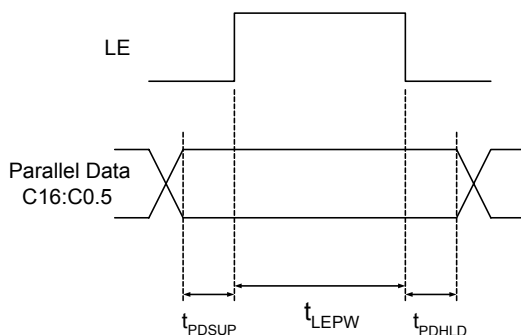 LE
Parallel Data
C16:C0.5
tPDSUP
tLEPW
tPDHLD